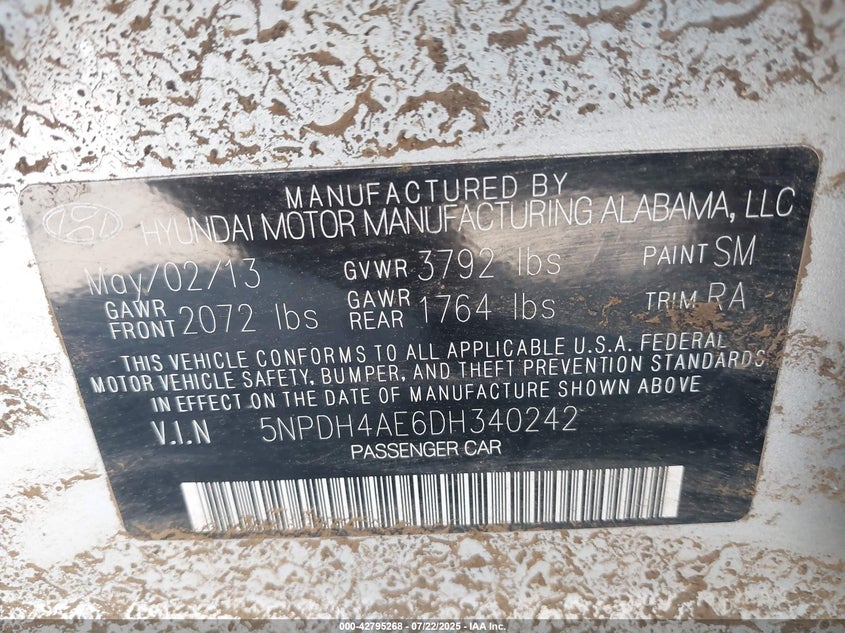 MANUFACTURED BY
HYUNDAI MOTOR MANUFACTURING ALABAMA, LLC
May/02/13 GVWR 3792 lbs PAINT SM
GAWR FRONT 2072 lbs GAWR REAR 1764 lbs TRIM RA
THIS VEHICLE CONFORMS TO ALL APPLICABLE U.S.A. FEDERAL
MOTOR VEHICLE SAFETY, BUMPER, AND THEFT PREVENTION STANDARDS
IN EFFECT ON THE DATE OF MANUFACTURE SHOWN ABOVE
V.I.N 5NPDH4AE6DH340242
PASSENGER CAR
000-42795268 - 07/22/2025 - IAA Inc.